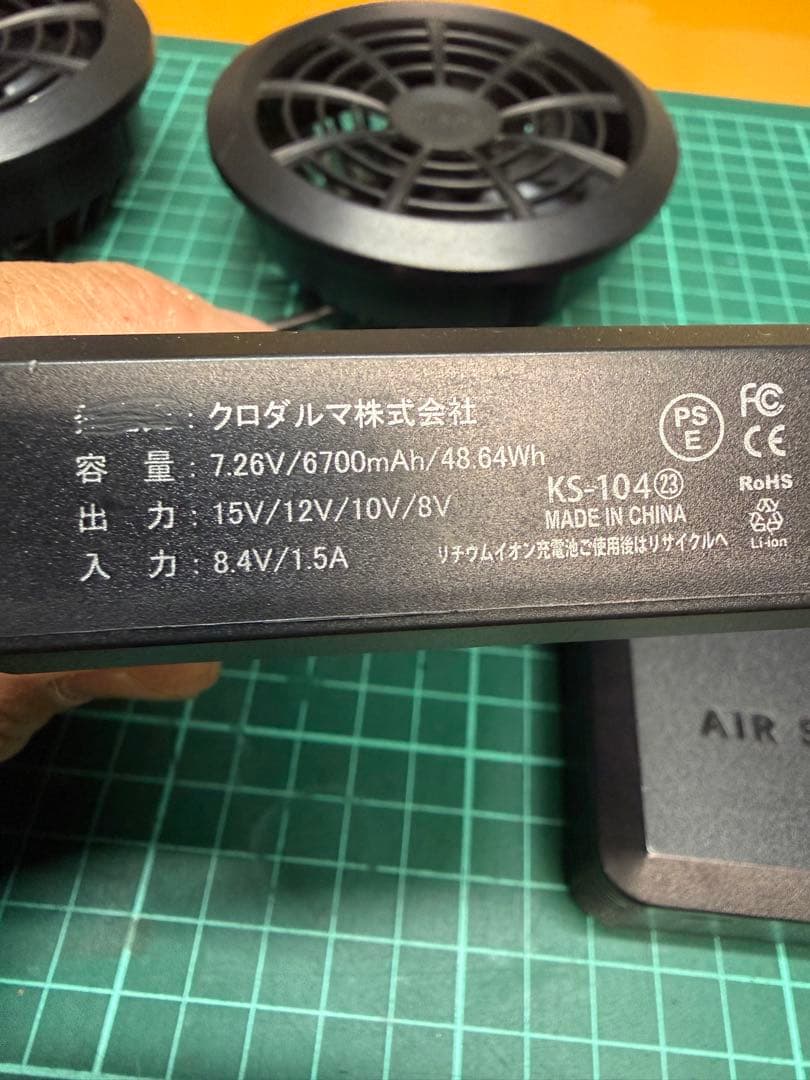 ：クロダルマ株式会社
容 量：7.26V/6700mAh/48.64Wh
出 力：15V/12V/10V/8V
入 力：8.4V/1.5A
KS-104㉓
MADE IN CHINA
リチウムイオン充電池ご使用後はリサイクルへ
PS
E
FC
CE
RoHS
Li-ion
AIR